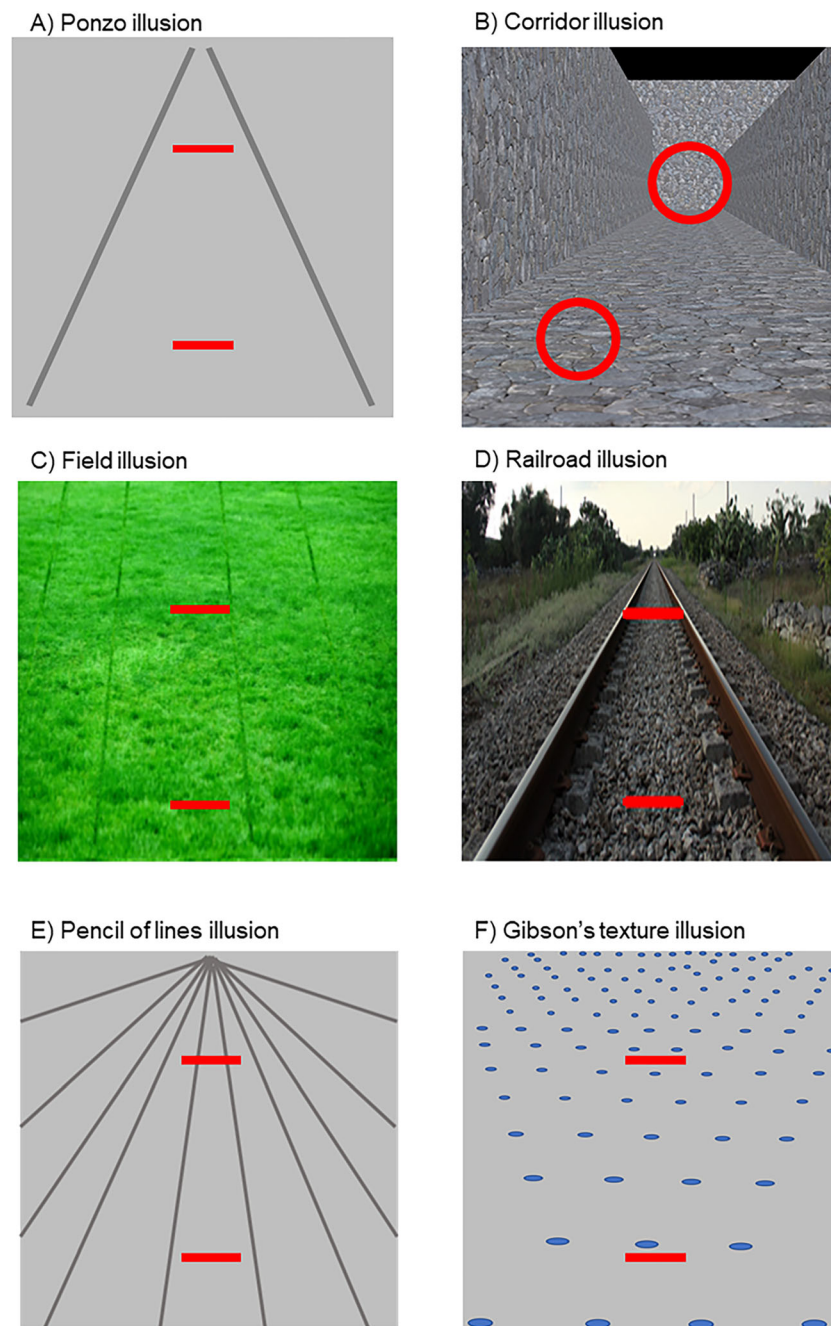 A) Ponzo illusion
B) Corridor illusion
C) Field illusion
D) Railroad illusion
E) Pencil of lines illusion
F) Gibson’s texture illusion